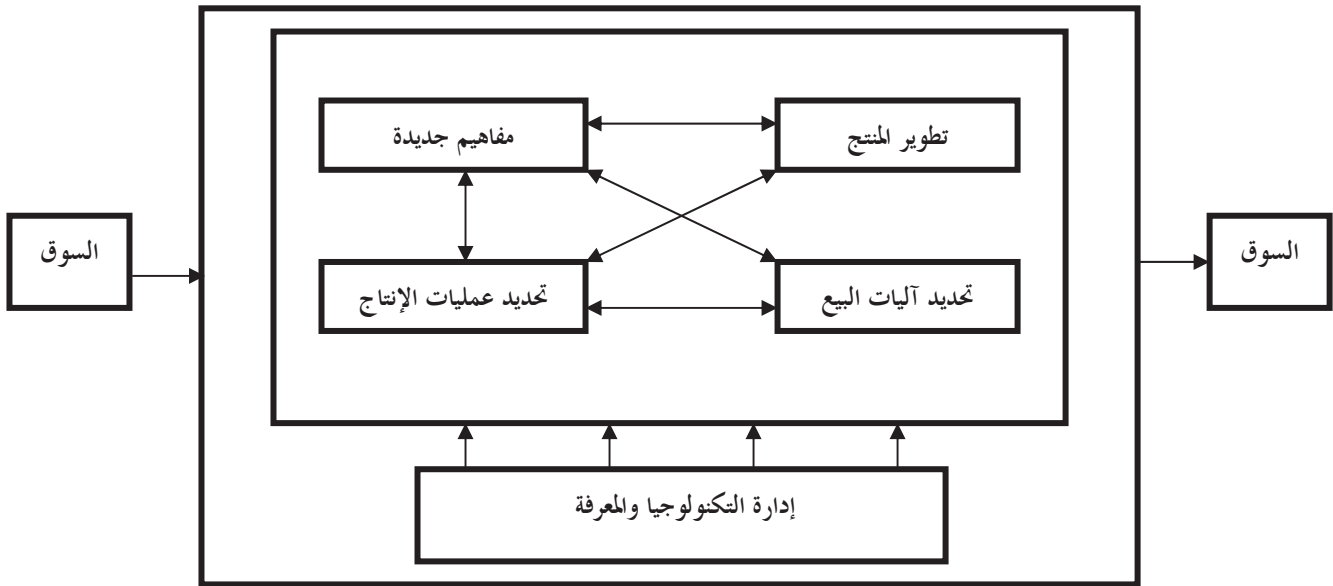 تطوير المنتج
مفاهيم جديدة
السوق
السوق
تحديد آليات البيع
تحديد عمليات الإنتاج
إدارة التكنولوجيا والمعرفة